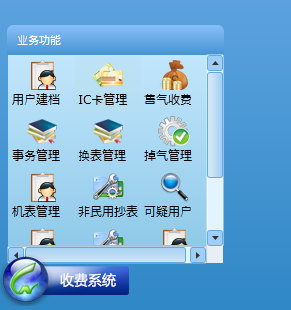 业务功能
用户建档 IC卡管理 售气收费
事务管理 换表管理 掉气管理
机表管理 非民用抄表 可疑用户
收费系统